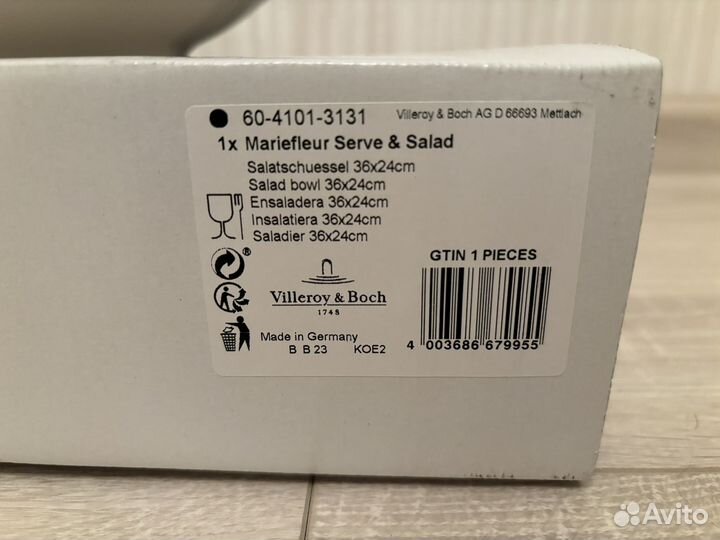 60-4101-3131 Villeroy & Boch AG D 66693 Mettlach
1x Mariefleur Serve & Salad
Salatschuessel 36x24cm
Salad bowl 36x24cm
Ensaladera 36x24cm
Insalatiera 36x24cm
Saladier 36x24cm
GTIN 1 PIECES
Villeroy & Boch
1748
Made in Germany
B B 23 KOE2
4 003686 679955
Avito